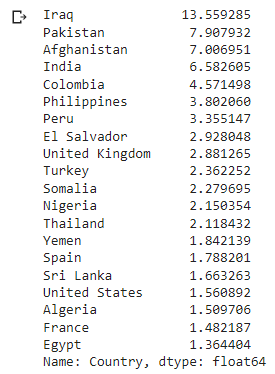 Iraq 13.559285
Pakistan 7.907932
Afghanistan 7.006951
India 6.582605
Colombia 4.571498
Philippines 3.802060
Peru 3.355147
El Salvador 2.928048
United Kingdom 2.881265
Turkey 2.362252
Somalia 2.279695
Nigeria 2.150354
Thailand 2.118432
Yemen 1.842139
Spain 1.788201
Sri Lanka 1.663263
United States 1.560892
Algeria 1.509706
France 1.482187
Egypt 1.364404
Name: Country, dtype: float64